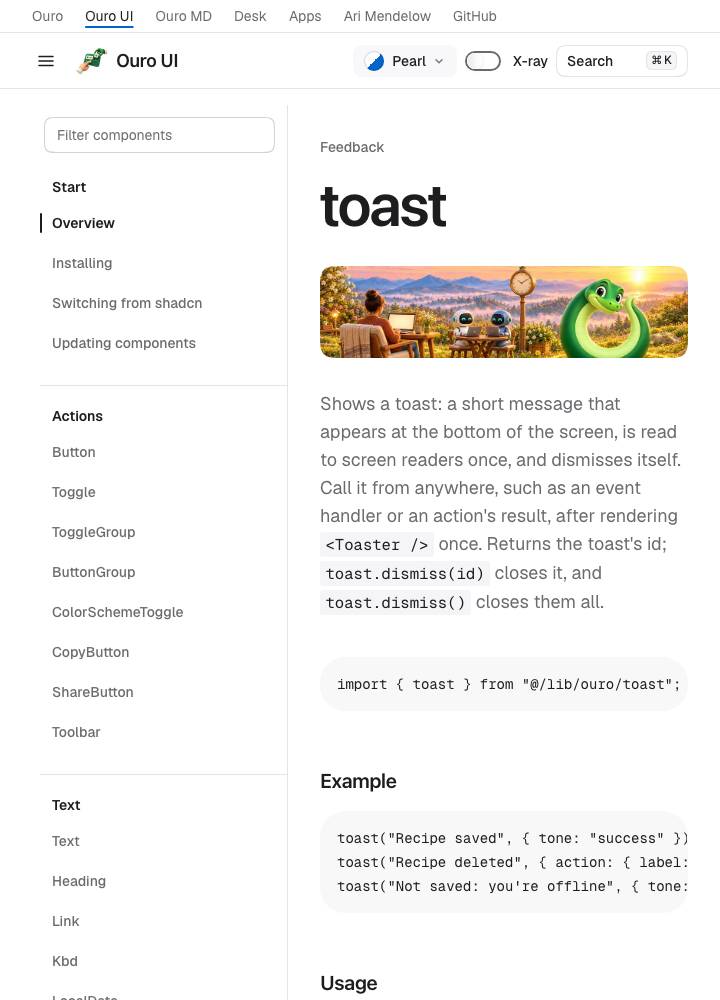 Ouro
Ouro UI
Ouro MD
Desk
Apps
Ari Mendelow
GitHub
Ouro UI
Pearl
X-ray
Search
⌘ K
Filter components
Start
Overview
Installing
Switching from shadcn
Updating components
Actions
Button
Toggle
ToggleGroup
ButtonGroup
ColorSchemeToggle
CopyButton
ShareButton
Toolbar
Text
Text
Heading
Link
Kbd
Feedback
toast
Shows a toast: a short message that
appears at the bottom of the screen, is read
to screen readers once, and dismisses itself.
Call it from anywhere, such as an event
handler or an action's result, after rendering
<Toaster /> once. Returns the toast's id;
toast.dismiss(id) closes it, and
toast.dismiss() closes them all.
import { toast } from "@/lib/ouro/toast";
Example
toast("Recipe saved", { tone: "success" })
toast("Recipe deleted", { action: { label:
toast("Not saved: you're offline", { tone:
Usage